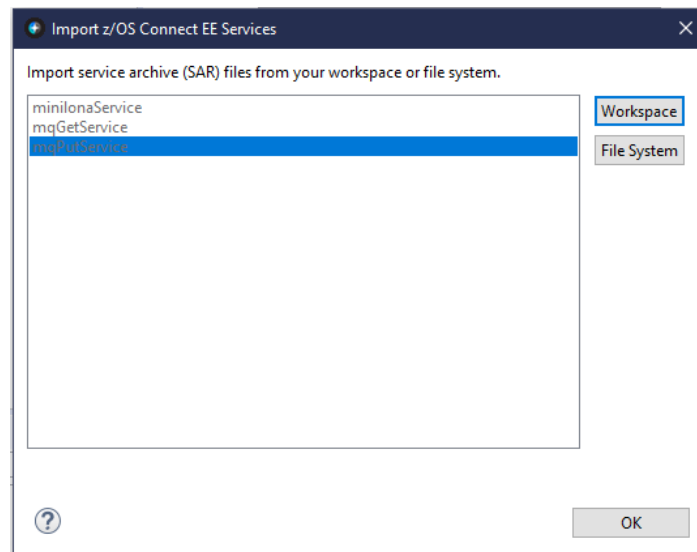 Import z/OS Connect EE Services
Import service archive (SAR) files from your workspace or file system.
miniloanaService
mqGetService
mqPutService
Workspace
File System
?
OK